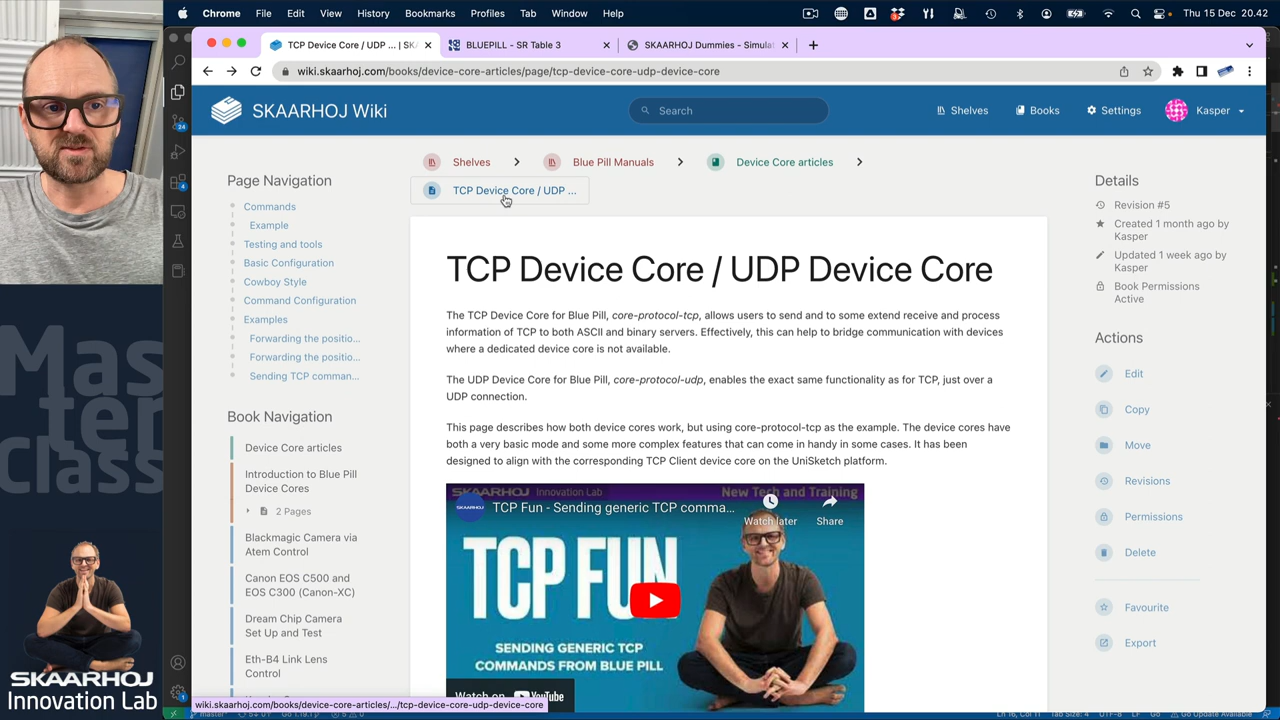 Chrome File Edit View History Bookmarks Profiles Tab Window Help Thu 15 Dec 20.42
TCP Device Core / UDP ... | SKA
BLUEPILL - SR Table 3
SKAARHOJ Dummies - Simulat
wiki.skaarhoj.com/books/device-core-articles/page/tcp-device-core-udp-device-core
SKAARHOJ Wiki
Search
Shelves
Books
Settings
Kasper
Shelves
Blue Pill Manuals
Device Core articles
TCP Device Core / UDP ...
Page Navigation
Commands
Example
Testing and tools
Basic Configuration
Cowboy Style
Command Configuration
Examples
Forwarding the positio...
Forwarding the positio...
Sending TCP comman...
Book Navigation
Device Core articles
Introduction to Blue Pill
Device Cores
2 Pages
Blackmagic Camera via
Atem Control
Canon EOS C500 and
EOS C300 (Canon-XC)
Dream Chip Camera
Set Up and Test
Eth-B4 Link Lens
Control
TCP Device Core / UDP Device Core
The TCP Device Core for Blue Pill, core-protocol-tcp, allows users to send and to some extend receive and process
information of TCP to both ASCII and binary servers. Effectively, this can help to bridge communication with devices
where a dedicated device core is not available.
The UDP Device Core for Blue Pill, core-protocol-udp, enables the exact same functionality as for TCP, just over a
UDP connection.
This page describes how both device cores work, but using core-protocol-tcp as the example. The device cores have
both a very basic mode and some more complex features that can come in handy in some cases. It has been
designed to align with the corresponding TCP Client device core on the UniSketch platform.
SKAARHOJ Innovation Lab
New Tech and Training
SKAARHOJ
TCP Fun - Sending generic TCP comma...
Watch later
Share
TCP FUN
SENDING GENERIC TCP
COMMANDS FROM BLUE PILL
Watch on YouTube
Details
Revision #5
Created 1 month ago by
Kasper
Updated 1 week ago by
Kasper
Book Permissions
Active
Actions
Edit
Copy
Move
Revisions
Permissions
Delete
Favourite
Export
wiki.skaarhoj.com/books/device-core-articles/.../tcp-device-core-udp-device-core
24
4
1
Mas
ter
Class
SKAARHOJ
Innovation Lab